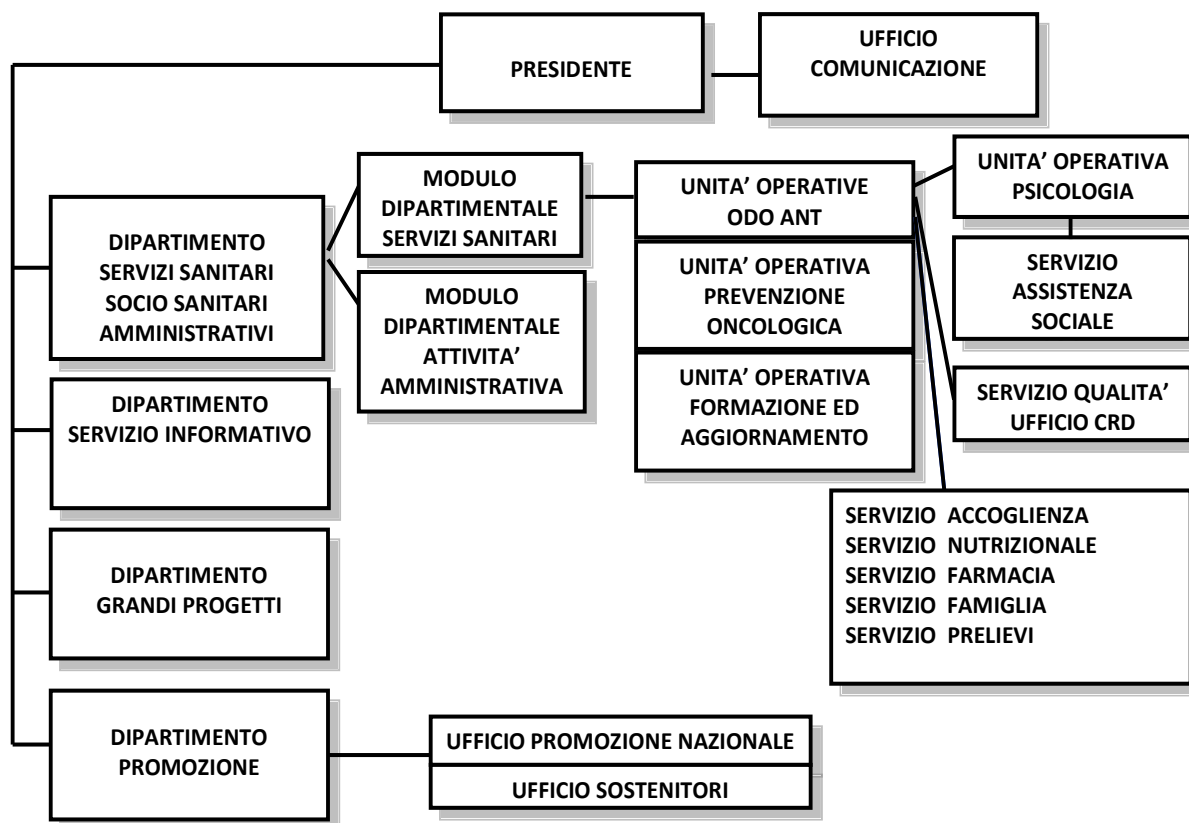 PRESIDENTE
UFFICIO
COMUNICAZIONE
DIPARTIMENTO
SERVIZI SANITARI
SOCIO SANITARI
AMMINISTRATIVI
MODULO
DIPARTIMENTALE
SERVIZI SANITARI
MODULO
DIPARTIMENTALE
ATTIVITA’
AMMINISTRATIVA
UNITA’ OPERATIVE
ODO ANT
UNITA’ OPERATIVA
PREVENZIONE
ONCOLOGICA
UNITA’ OPERATIVA
FORMAZIONE ED
AGGIORNAMENTO
UNITA’ OPERATIVA
PSICOLOGIA
SERVIZIO
ASSISTENZA
SOCIALE
SERVIZIO QUALITA’
UFFICIO CRD
SERVIZIO ACCOGLIENZA
SERVIZIO NUTRIZIONALE
SERVIZIO FARMACIA
SERVIZIO FAMIGLIA
SERVIZIO PRELIEVI
DIPARTIMENTO
SERVIZIO INFORMATIVO
DIPARTIMENTO
GRANDI PROGETTI
DIPARTIMENTO
PROMOZIONE
UFFICIO PROMOZIONE NAZIONALE
UFFICIO SOSTENITORI